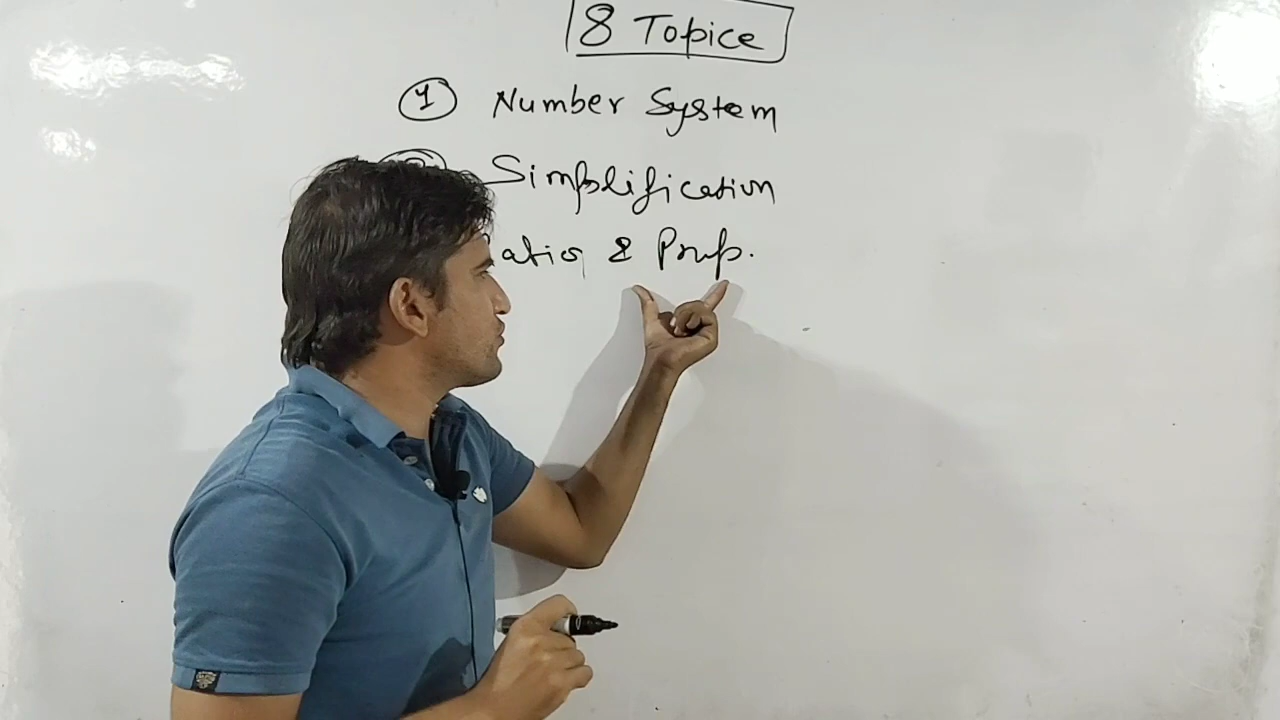 8 Topice
1 Number System
Simplification
atio & Prop.